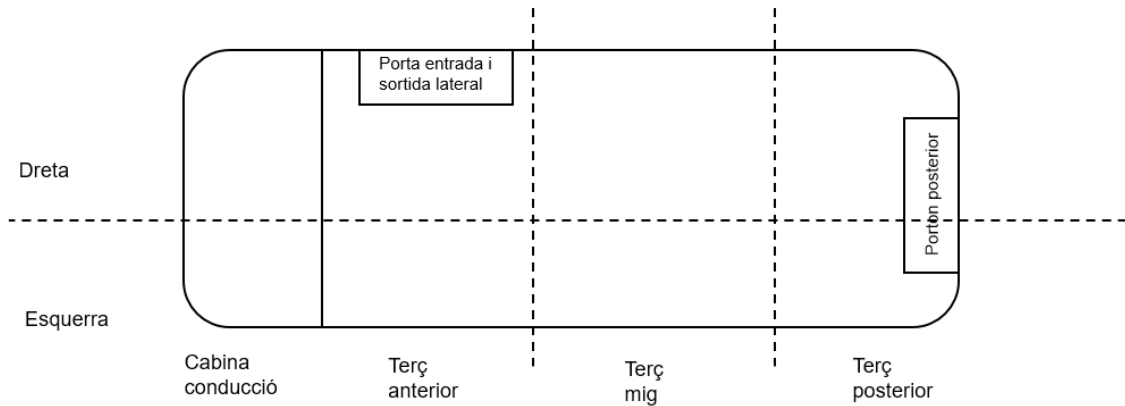 Porta entrada i
sortida lateral
Dreta
Porton posterior
Esquerra
Cabina
conducció
Terç
anterior
Terç
mig
Terç
posterior